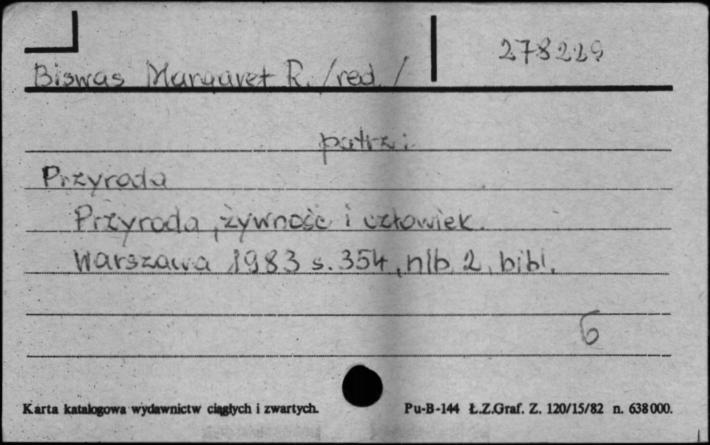 278229
Biswas Margaret R. /red./
patrz:
Przyroda
Przyroda, żywność i człowiek.
Warszawa 1983 s. 354, nlb 2, bibl.
6
Karta katalogowa wydawnictw ciągłych i zwartych. Pu-B-144 Ł.Z.Graf. Z. 120/15/82 n. 638000.